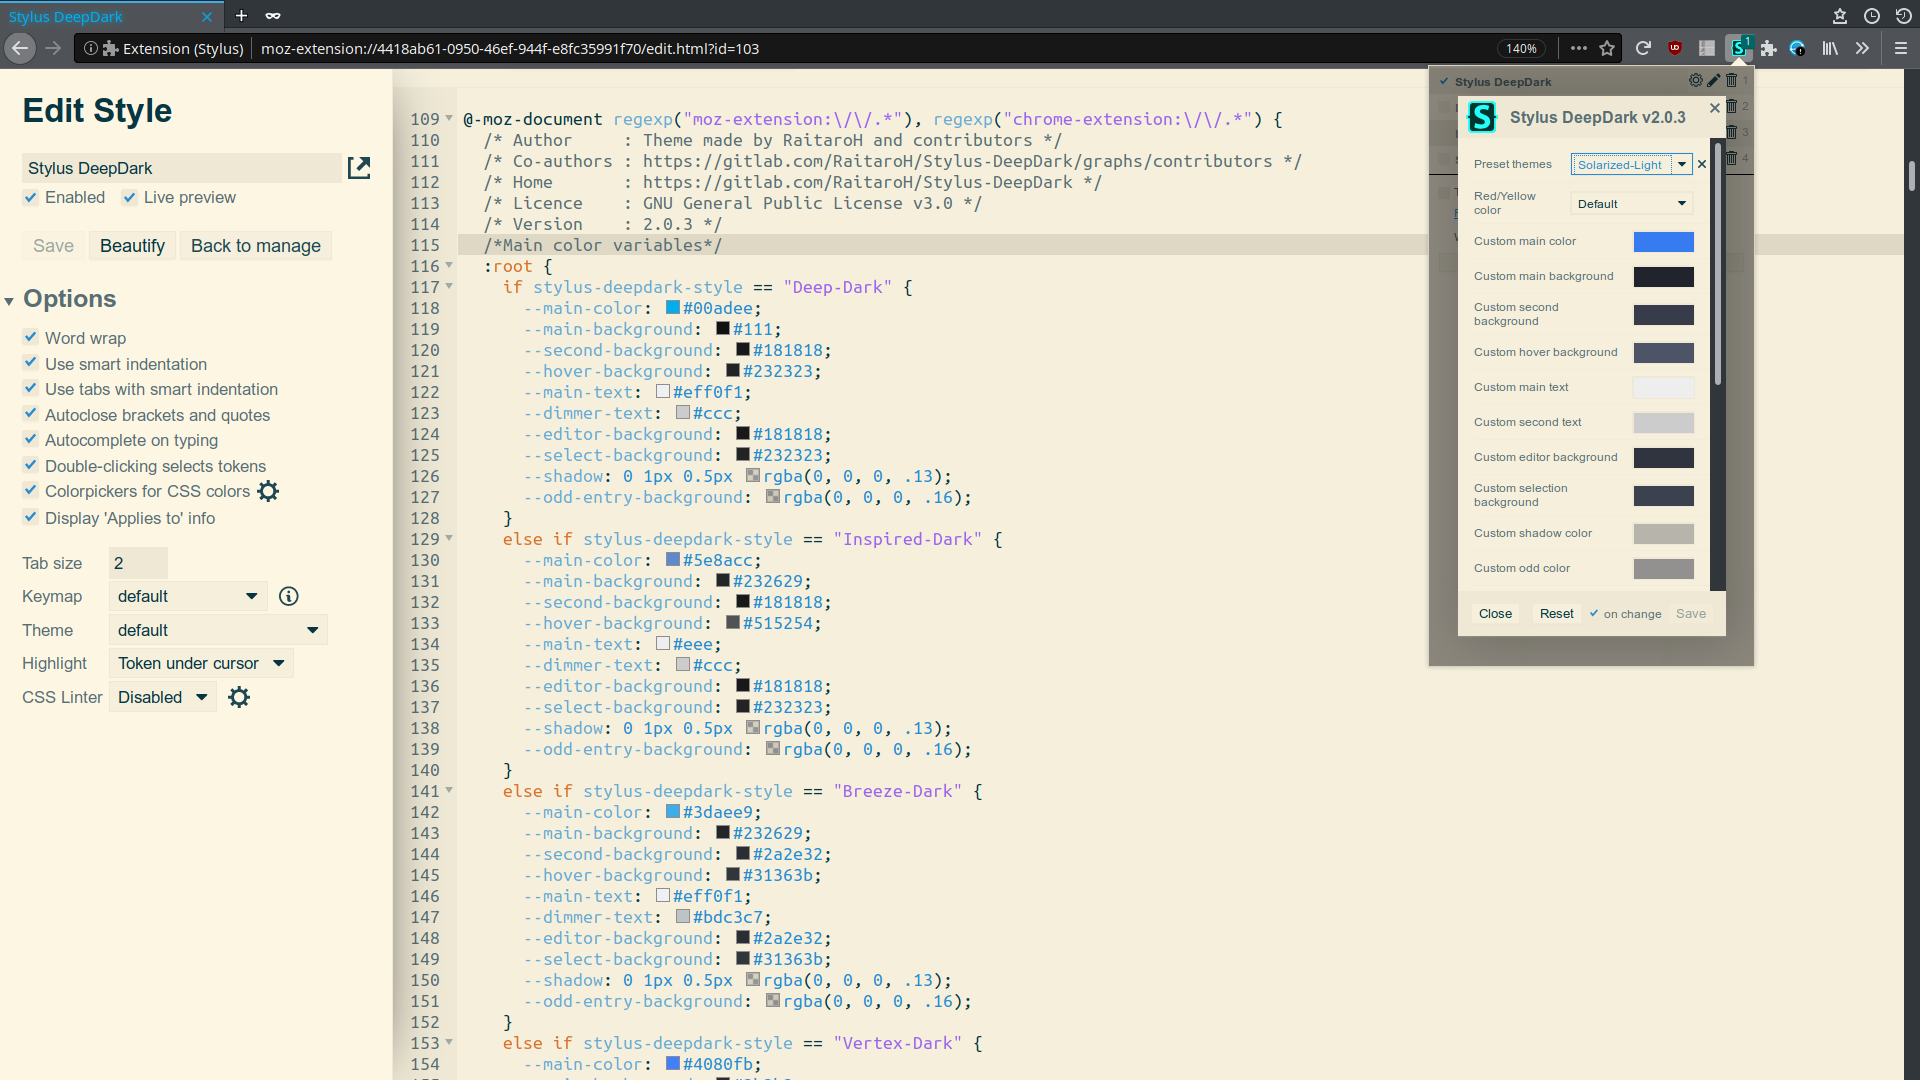 Stylus DeepDark
Extension (Stylus)
moz-extension://4418ab61-0950-46ef-944f-e8fc35991f70/edit.html?id=103
140%
1
Edit Style
Stylus DeepDark
Enabled
Live preview
Save
Beautify
Back to manage
Options
Word wrap
Use smart indentation
Use tabs with smart indentation
Autoclose brackets and quotes
Autocomplete on typing
Double-clicking selects tokens
Colorpickers for CSS colors
Display 'Applies to' info
Tab size 2
Keymap default
Theme default
Highlight Token under cursor
CSS Linter Disabled
109 @-moz-document regexp("moz-extension:\/\/.*"), regexp("chrome-extension:\/\/.*") {
110 /* Author : Theme made by RaitaroH and contributors */
111 /* Co-authors : https://gitlab.com/RaitaroH/Stylus-DeepDark/graphs/contributors */
112 /* Home : https://gitlab.com/RaitaroH/Stylus-DeepDark */
113 /* Licence : GNU General Public License v3.0 */
114 /* Version : 2.0.3 */
115 /*Main color variables*/
116 :root {
117 if stylus-deepdark-style == "Deep-Dark" {
118 --main-color: #00adee;
119 --main-background: #111;
120 --second-background: #181818;
121 --hover-background: #232323;
122 --main-text: #eff0f1;
123 --dimmer-text: #ccc;
124 --editor-background: #181818;
125 --select-background: #232323;
126 --shadow: 0 1px 0.5px rgba(0, 0, 0, .13);
127 --odd-entry-background: rgba(0, 0, 0, .16);
128 }
129 else if stylus-deepdark-style == "Inspired-Dark" {
130 --main-color: #5e8acc;
131 --main-background: #232629;
132 --second-background: #181818;
133 --hover-background: #515254;
134 --main-text: #eee;
135 --dimmer-text: #ccc;
136 --editor-background: #181818;
137 --select-background: #232323;
138 --shadow: 0 1px 0.5px rgba(0, 0, 0, .13);
139 --odd-entry-background: rgba(0, 0, 0, .16);
140 }
141 else if stylus-deepdark-style == "Breeze-Dark" {
142 --main-color: #3daee9;
143 --main-background: #232629;
144 --second-background: #2a2e32;
145 --hover-background: #31363b;
146 --main-text: #eff0f1;
147 --dimmer-text: #bdc3c7;
148 --editor-background: #2a2e32;
149 --select-background: #31363b;
150 --shadow: 0 1px 0.5px rgba(0, 0, 0, .13);
151 --odd-entry-background: rgba(0, 0, 0, .16);
152 }
153 else if stylus-deepdark-style == "Vertex-Dark" {
154 --main-color: #4080fb;
Stylus DeepDark 1
2
3
4
Stylus DeepDark v2.0.3
Preset themes Solarized-Light
Red/Yellow
color
Default
Custom main color
Custom main background
Custom second
background
Custom hover background
Custom main text
Custom second text
Custom editor background
Custom selection
background
Custom shadow color
Custom odd color
Close
Reset
on change
Save